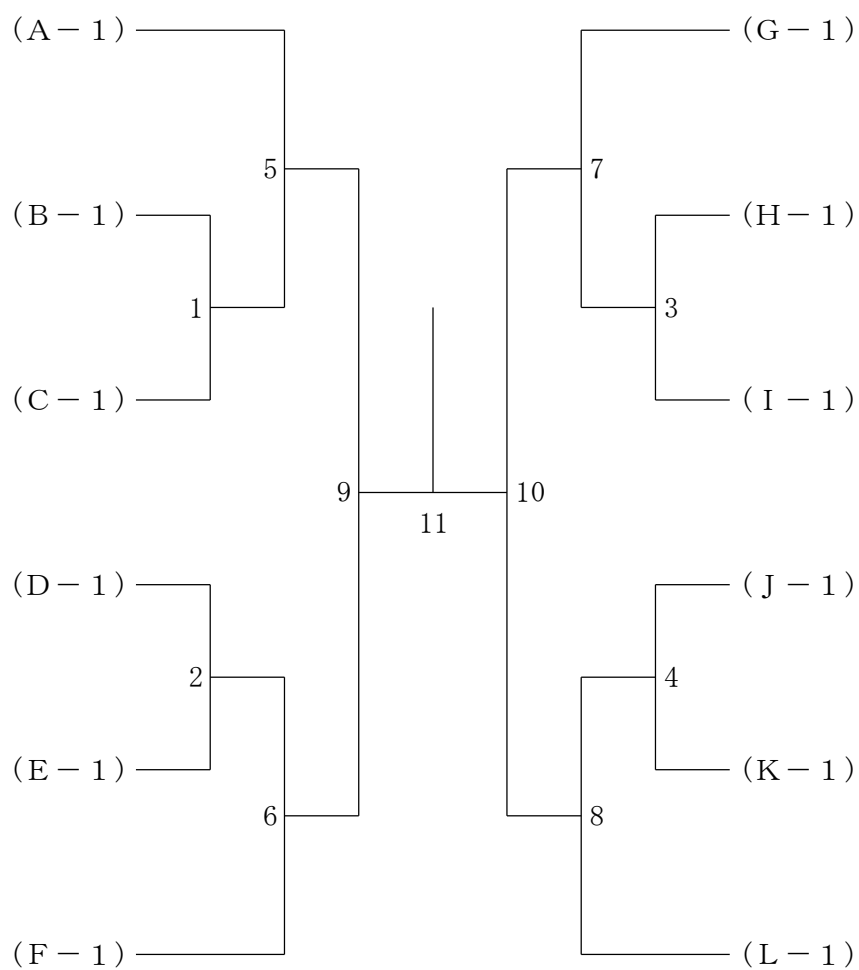 (A－1) (G－1)
5 7
(B－1) (H－1)
1 3
(C－1) (I－1)
9 10
11
(D－1) (J－1)
2 4
(E－1) (K－1)
6 8
(F－1) (L－1)